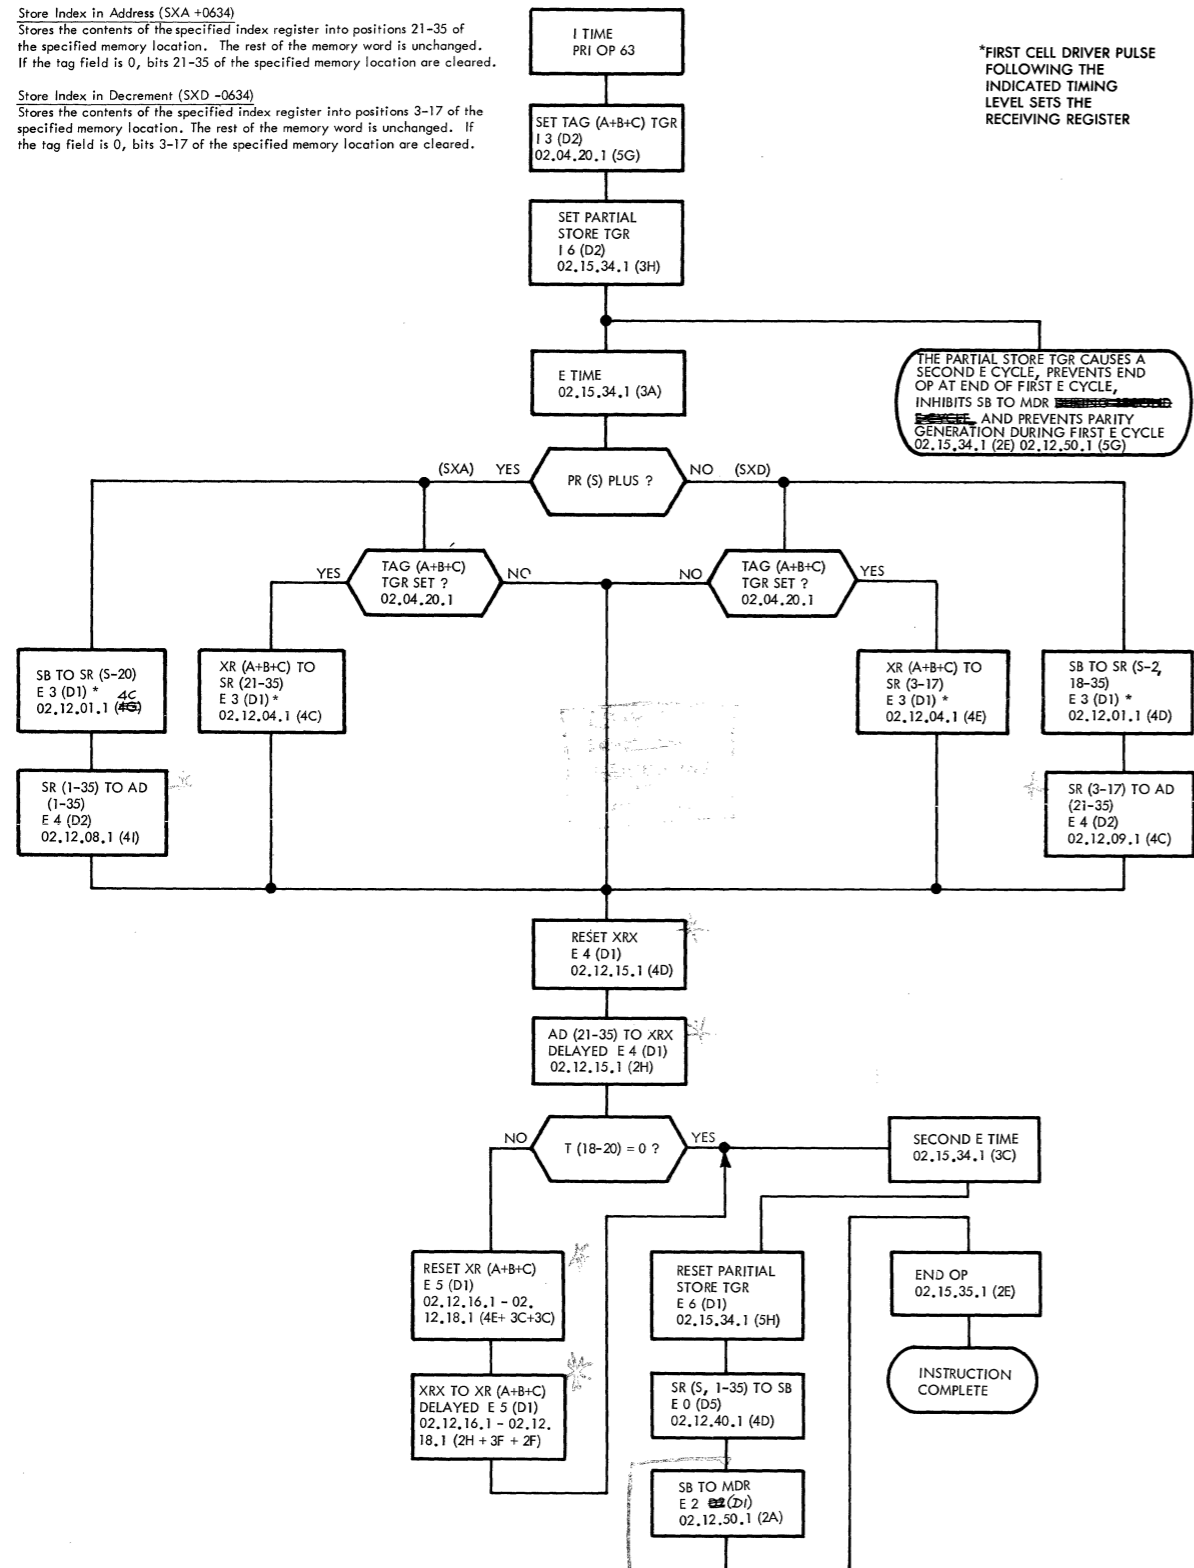 Store Index in Address (SXA +0634)
Stores the contents of the specified index register into positions 21-35 of
the specified memory location. The rest of the memory word is unchanged.
If the tag field is 0, bits 21-35 of the specified memory location are cleared.
Store Index in Decrement (SXD -0634)
Stores the contents of the specified index register into positions 3-17 of the
specified memory location. The rest of the memory word is unchanged. If
the tag field is 0, bits 3-17 of the specified memory location are cleared.
I TIME
PRI OP 63
*FIRST CELL DRIVER PULSE
FOLLOWING THE
INDICATED TIMING
LEVEL SETS THE
RECEIVING REGISTER
SET TAG (A+B+C) TGR
I 3 (D2)
02.04.20.1 (5G)
SET PARTIAL
STORE TGR
I 6 (D2)
02.15.34.1 (3H)
E TIME
02.15.34.1 (3A)
THE PARTIAL STORE TGR CAUSES A
SECOND E CYCLE, PREVENTS END
OP AT END OF FIRST E CYCLE,
INHIBITS SB TO MDR
AND PREVENTS PARITY
GENERATION DURING FIRST E CYCLE
02.15.34.1 (2E) 02.12.50.1 (5G)
(SXA) YES
PR (S) PLUS ?
NO (SXD)
YES
TAG (A+B+C)
TGR SET ?
02.04.20.1
NO
NO
TAG (A+B+C)
TGR SET ?
02.04.20.1
YES
SB TO SR (S-20)
E 3 (D1) * 4C
02.12.01.1 (4G)
XR (A+B+C) TO
SR (21-35)
E 3 (D1) *
02.12.04.1 (4C)
XR (A+B+C) TO
SR (3-17)
E 3 (D1) *
02.12.04.1 (4E)
SB TO SR (S-2,
18-35)
E 3 (D1) *
02.12.01.1 (4D)
SR (1-35) TO AD
(1-35)
E 4 (D2)
02.12.08.1 (4I)
SR (3-17) TO AD
(21-35)
E 4 (D2)
02.12.09.1 (4C)
RESET XRX
E 4 (D1)
02.12.15.1 (4D)
AD (21-35) TO XRX
DELAYED E 4 (D1)
02.12.15.1 (2H)
NO
T (18-20) = 0 ?
YES
SECOND E TIME
02.15.34.1 (3C)
RESET XR (A+B+C)
E 5 (D1)
02.12.16.1 - 02.
12.18.1 (4E+ 3C+3C)
RESET PARITIAL
STORE TGR
E 6 (D1)
02.15.34.1 (5H)
END OP
02.15.35.1 (2E)
XRX TO XR (A+B+C)
DELAYED E 5 (D1)
02.12.16.1 - 02.12.
18.1 (2H + 3F + 2F)
SR (S, 1-35) TO SB
E 0 (D5)
02.12.40.1 (4D)
INSTRUCTION
COMPLETE
SB TO MDR
E 2 (D1)
02.12.50.1 (2A)